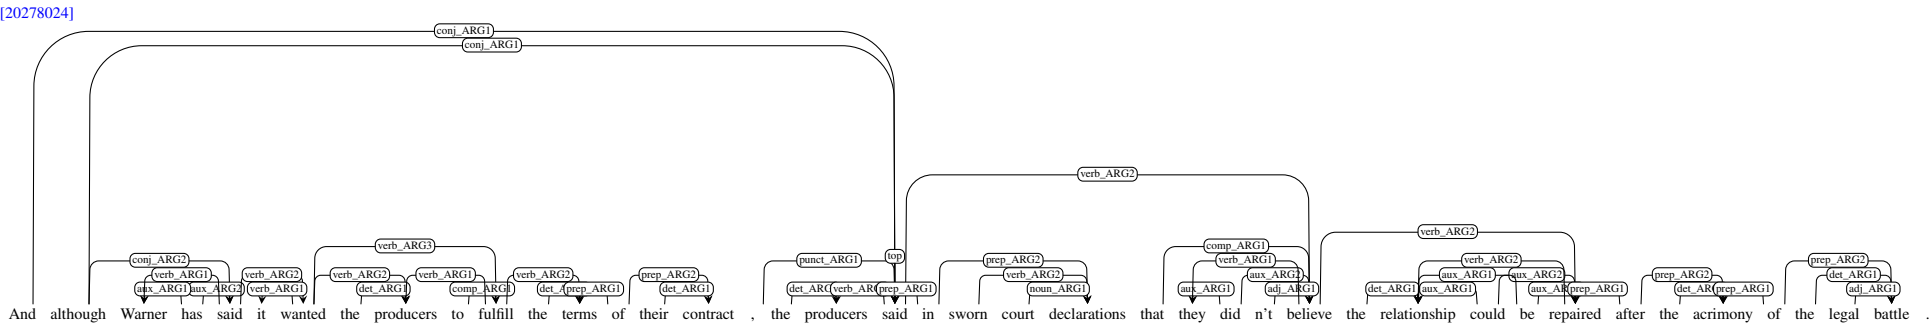 [20278024]
conj_ARG1
conj_ARG1
verb_ARG2
verb_ARG2
verb_ARG3 comp_ARG1
top
conj_ARG2 punct_ARG1 prep_ARG2 verb_ARG1 verb_ARG2 prep_ARG2
verb_ARG1 verb_ARG2 verb_ARG2 verb_ARG1 verb_ARG2 prep_ARG2 verb_ARG2 aux_ARG2 aux_ARG1 aux_ARG2 prep_ARG2 det_ARG1
aux_ARG1 aux_ARG2 verb_ARG1 det_ARG1 comp_ARG1 prep_ARG1 det_ARG1 prep_ARG1 noun_ARG1 aux_ARG1 adj_ARG1 det_ARG1 aux_ARG1 prep_ARG1 prep_ARG1 adj_ARG1
And although Warner has said it wanted the producers to fulfill the terms of their contract , the producers said in sworn court declarations that they did n't believe the relationship could be repaired after the acrimony of the legal battle .